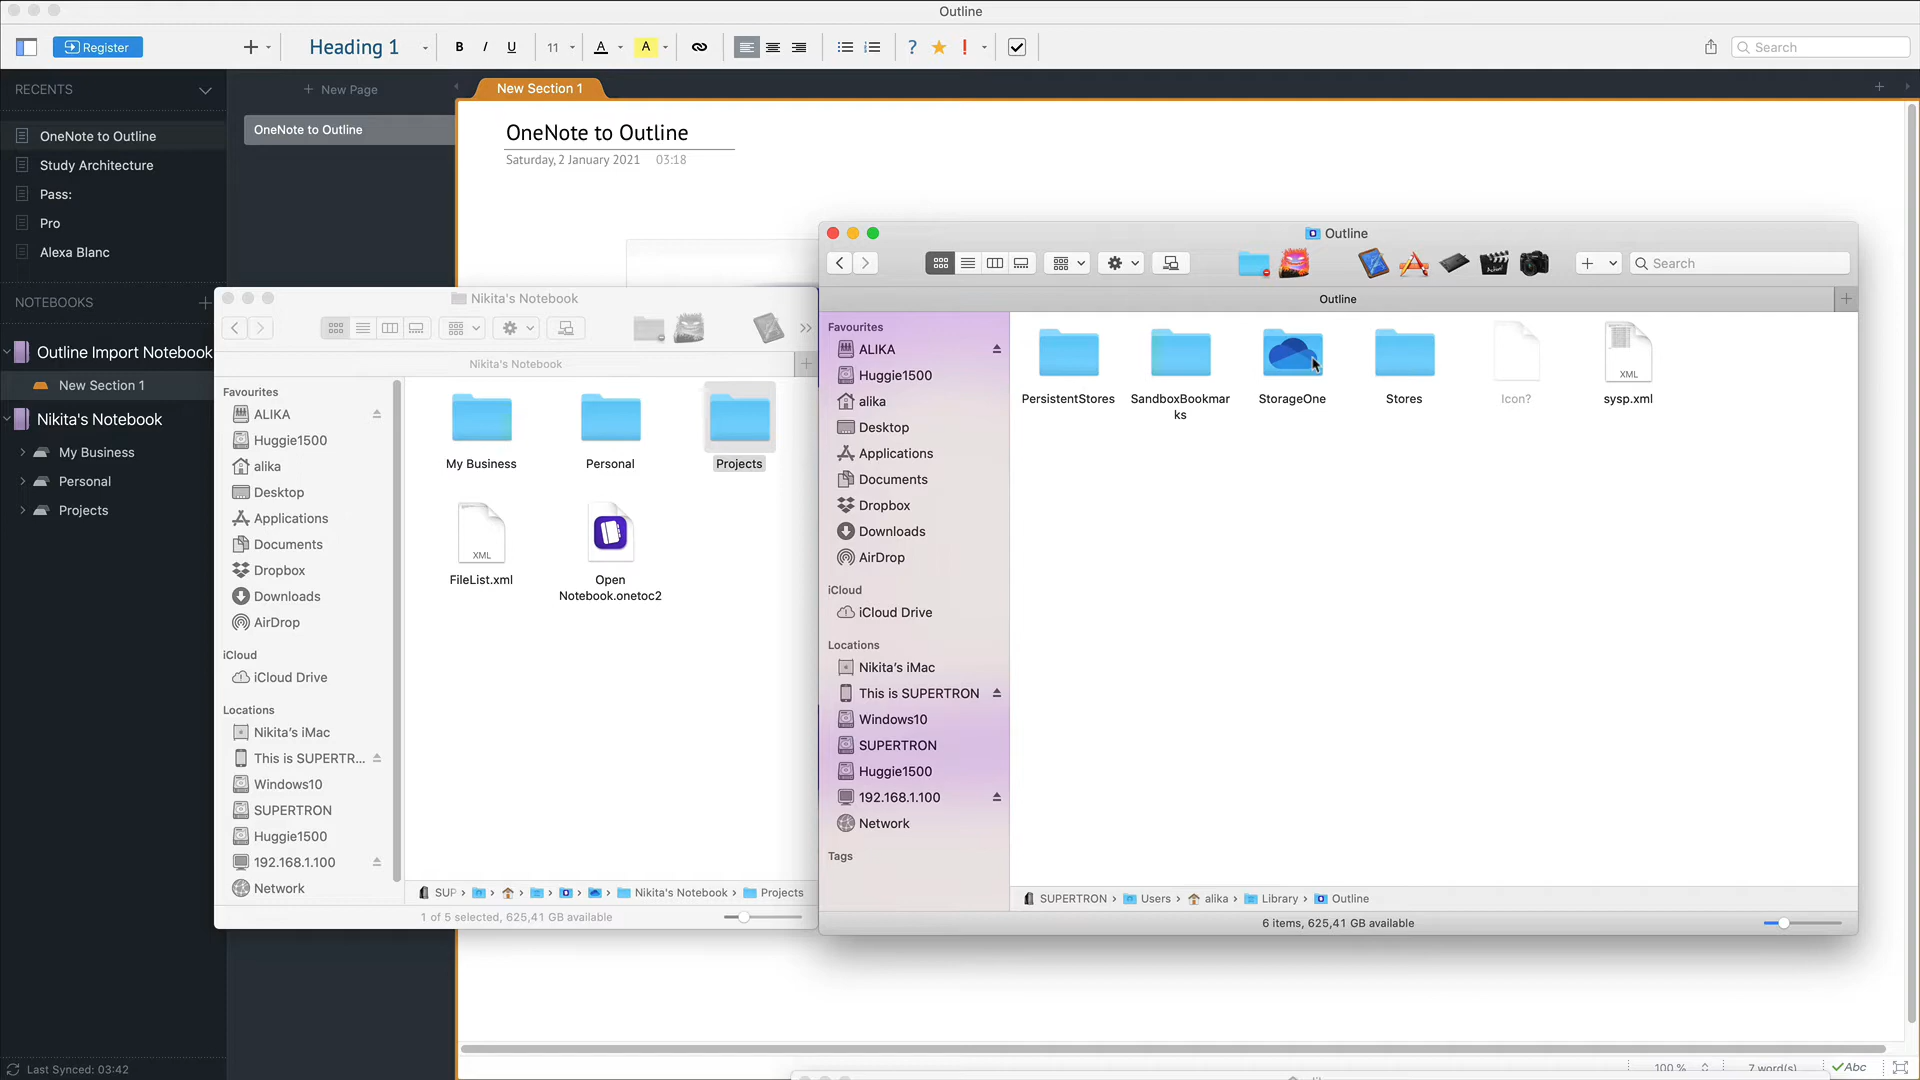 Outline
Register
Heading 1
B I U
11
A
A
?
!
Search
RECENTS
OneNote to Outline
Study Architecture
Pass:
Pro
Alexa Blanc
NOTEBOOKS
Outline Import Notebook
New Section 1
Nikita's Notebook
My Business
Personal
Projects
Last Synced: 03:42
New Page
OneNote to Outline
New Section 1
OneNote to Outline
Saturday, 2 January 2021 03:18
Nikita's Notebook
Nikita's Notebook
Favourites
ALIKA
Huggie1500
alika
Desktop
Applications
Documents
Dropbox
Downloads
AirDrop
iCloud
iCloud Drive
Locations
Nikita's iMac
This is SUPERTR...
Windows10
SUPERTRON
Huggie1500
192.168.1.100
Network
My Business
Personal
Projects
XML
FileList.xml
Open
Notebook.onetoc2
SUP › Nikita's Notebook › Projects
1 of 5 selected, 625,41 GB available
Outline
Search
Outline
Favourites
ALIKA
Huggie1500
alika
Desktop
Applications
Documents
Dropbox
Downloads
AirDrop
iCloud
iCloud Drive
Locations
Nikita's iMac
This is SUPERTRON
Windows10
SUPERTRON
Huggie1500
192.168.1.100
Network
Tags
PersistentStores
SandboxBookmar
ks
StorageOne
Stores
Icon?
XML
sysp.xml
SUPERTRON › Users › alika › Library › Outline
6 items, 625,41 GB available
100 %
7 word(s)
Abc